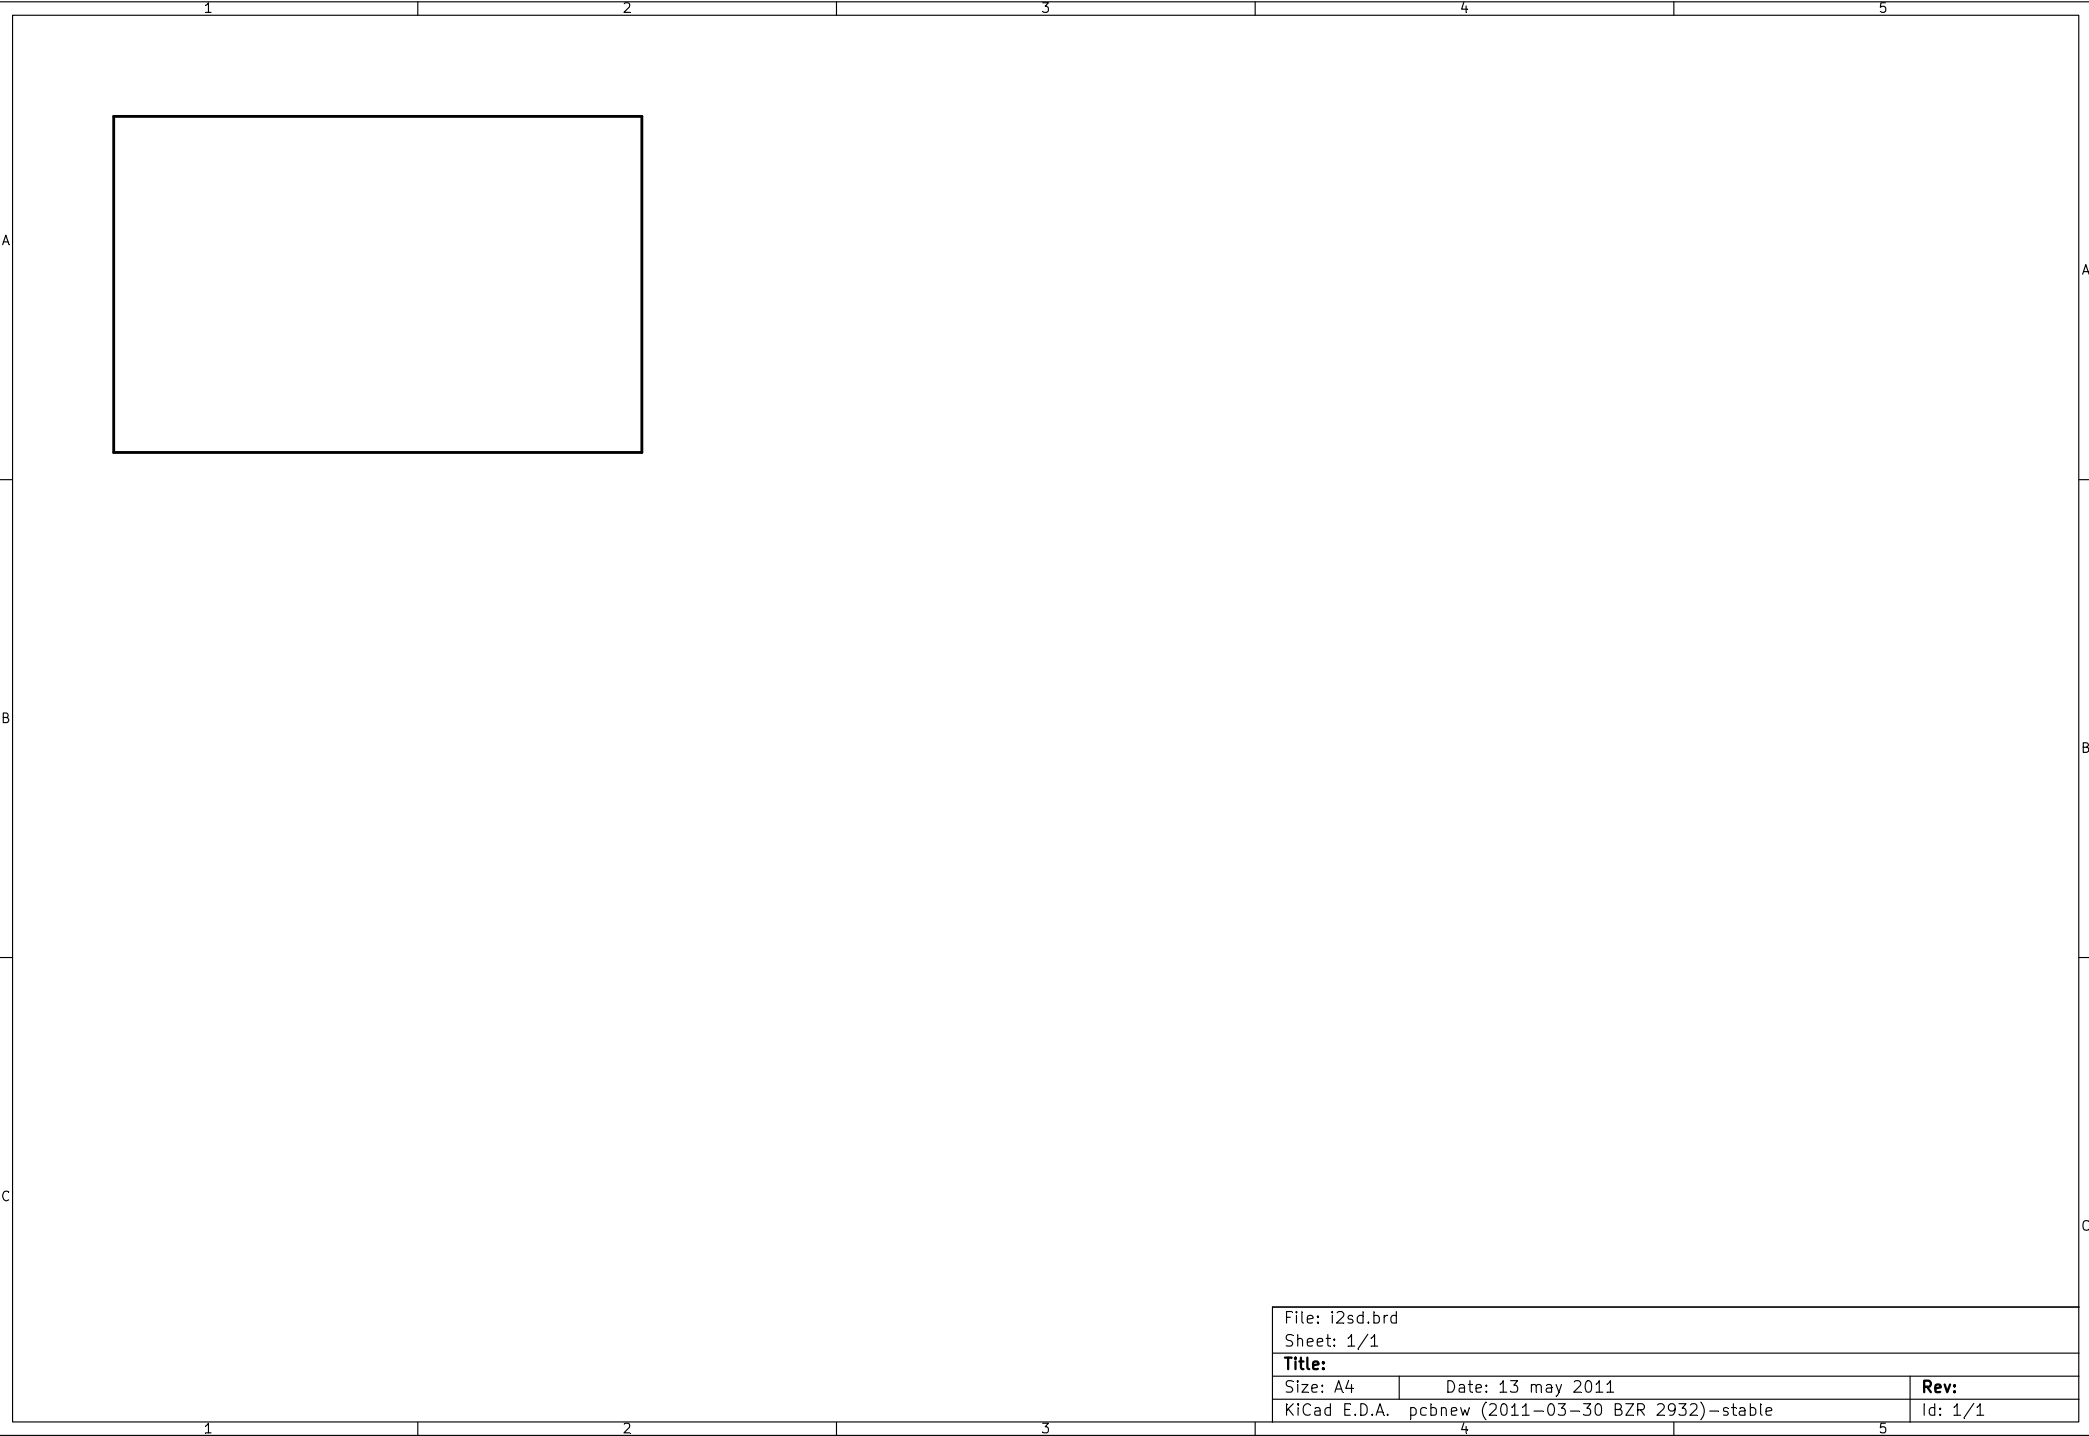 1 2 3 4 5
A A
B B
C C
File: i2sd.brd
Sheet: 1/1
Title:
Size: A4 Date: 13 may 2011 Rev:
KiCad E.D.A. pcbnew (2011-03-30 BZR 2932)-stable Id: 1/1
1 2 3 4 5